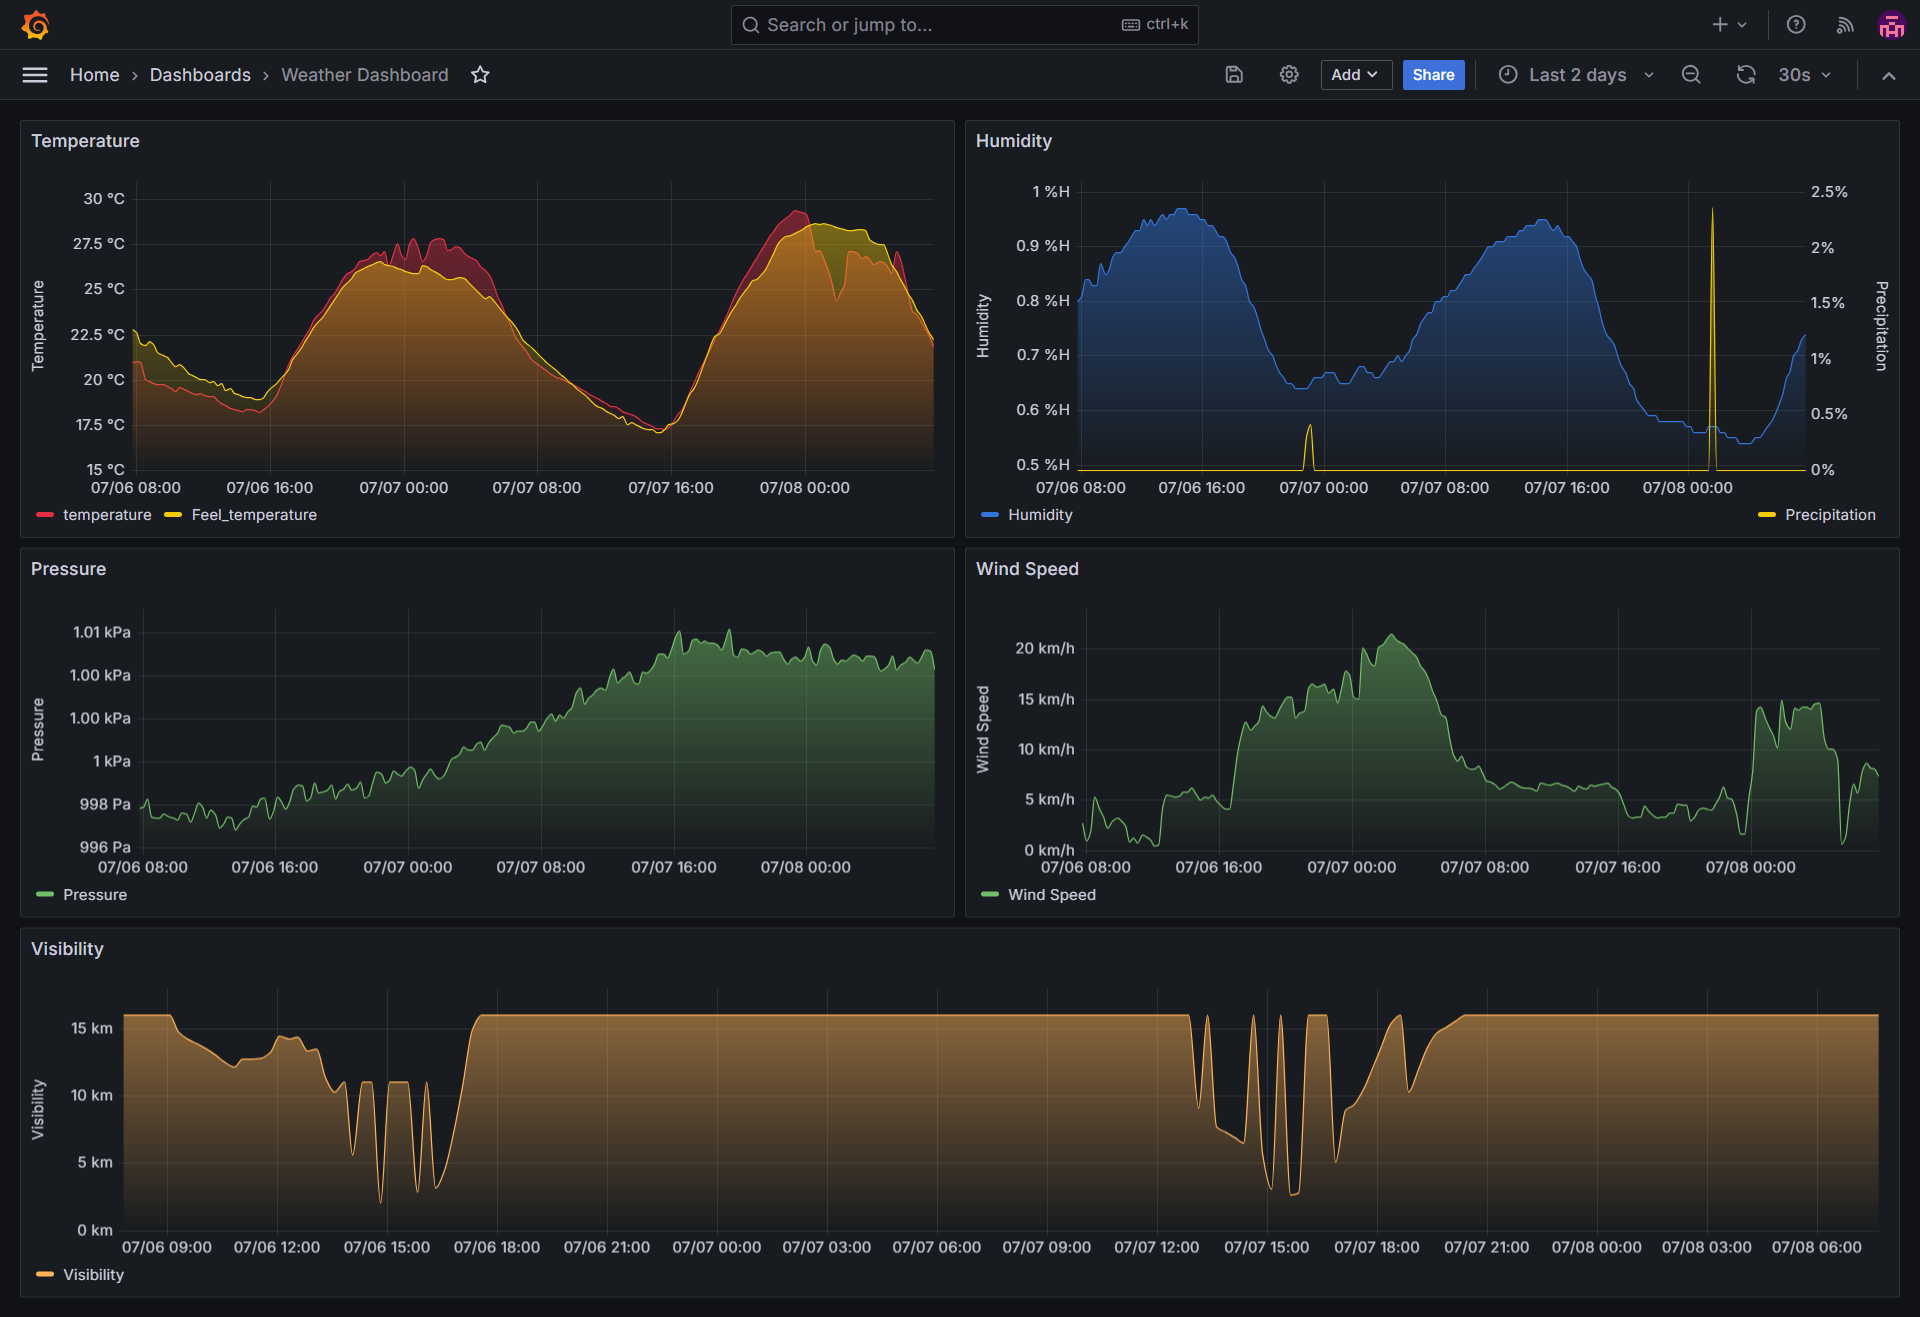 Search or jump to... ctrl+k
Home › Dashboards › Weather Dashboard
Add
Share
Last 2 days
30s
Temperature
Temperature
30 °C
27.5 °C
25 °C
22.5 °C
20 °C
17.5 °C
15 °C
07/06 08:00 07/06 16:00 07/07 00:00 07/07 08:00 07/07 16:00 07/08 00:00
temperature Feel_temperature
Humidity
Humidity
1 %H
0.9 %H
0.8 %H
0.7 %H
0.6 %H
0.5 %H
2.5%
2%
1.5%
1%
0.5%
0%
Precipitation
07/06 08:00 07/06 16:00 07/07 00:00 07/07 08:00 07/07 16:00 07/08 00:00
Humidity Precipitation
Pressure
Pressure
1.01 kPa
1.00 kPa
1.00 kPa
1 kPa
998 Pa
996 Pa
07/06 08:00 07/06 16:00 07/07 00:00 07/07 08:00 07/07 16:00 07/08 00:00
Pressure
Wind Speed
Wind Speed
20 km/h
15 km/h
10 km/h
5 km/h
0 km/h
07/06 08:00 07/06 16:00 07/07 00:00 07/07 08:00 07/07 16:00 07/08 00:00
Wind Speed
Visibility
Visibility
15 km
10 km
5 km
0 km
07/06 09:00 07/06 12:00 07/06 15:00 07/06 18:00 07/06 21:00 07/07 00:00 07/07 03:00 07/07 06:00 07/07 09:00 07/07 12:00 07/07 15:00 07/07 18:00 07/07 21:00 07/08 00:00 07/08 03:00 07/08 06:00
Visibility